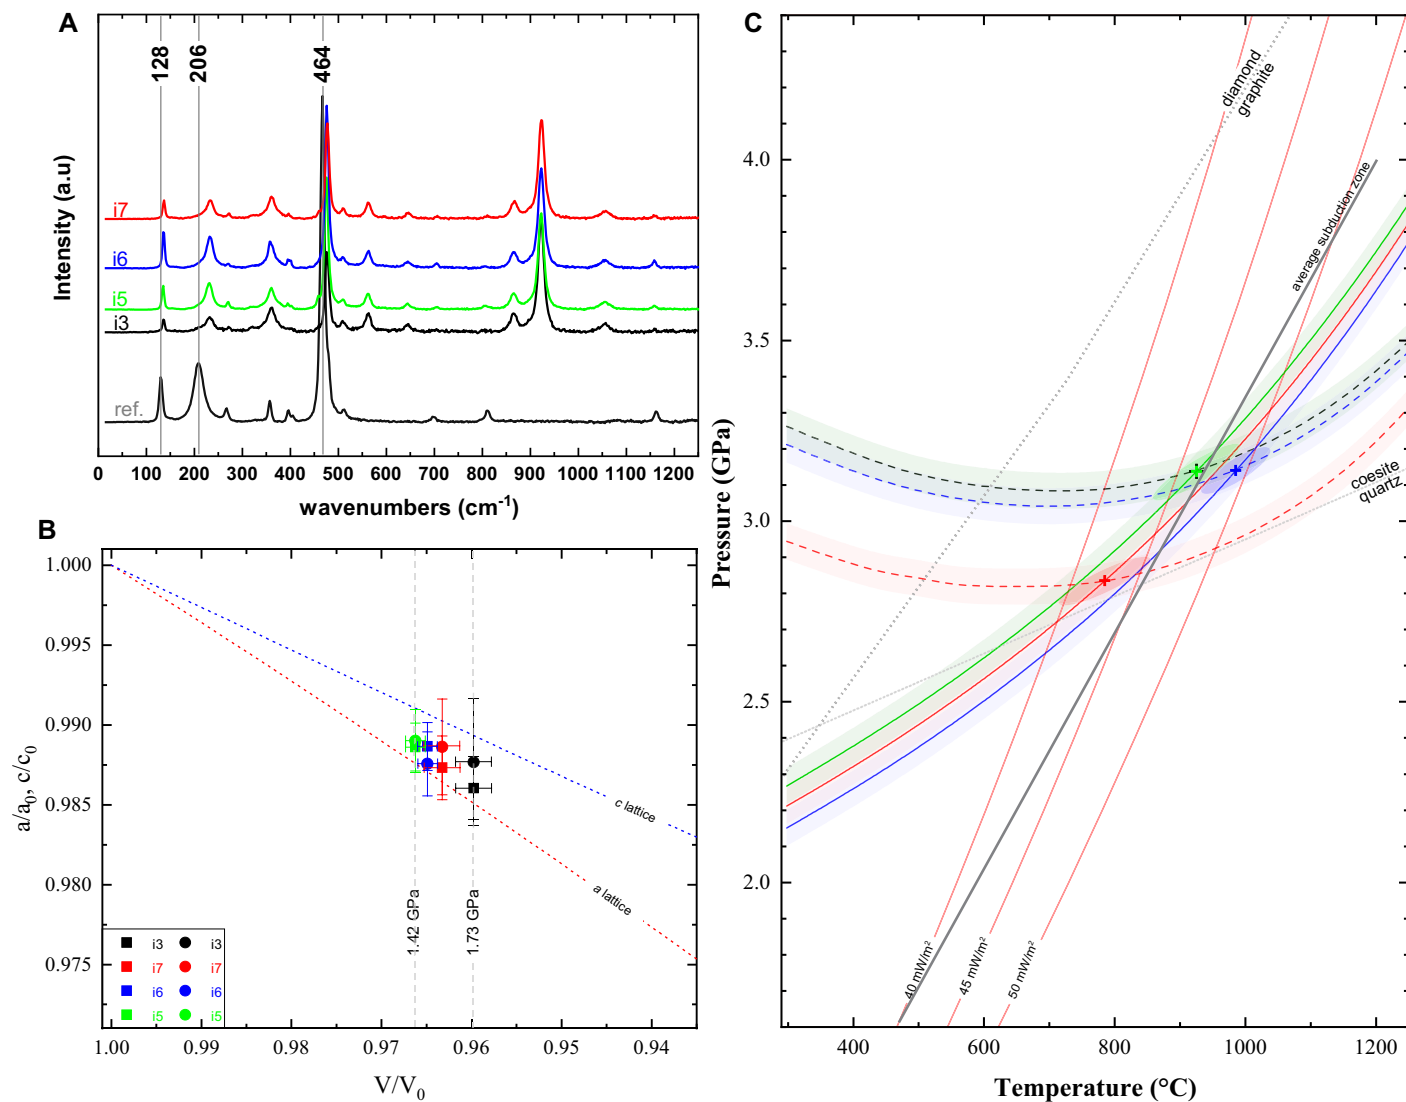 A
128
206
464
Intensity (a.u)
i7
i6
i5
i3
ref.
0 100 200 300 400 500 600 700 800 900 1000 1100 1200
wavenumbers (cm-1)
B
1.000
0.995
0.990
0.985
0.980
0.975
a/a0, c/c0
c lattice
a lattice
1.42 GPa
1.73 GPa
i3 i3
i7 i7
i6 i6
i5 i5
1.00 0.99 0.98 0.97 0.96 0.95 0.94
V/V0
C
diamond
graphite
average subduction zone
coesite
quartz
4.0
3.5
3.0
2.5
2.0
Pressure (GPa)
40 mW/m²
45 mW/m²
50 mW/m²
400 600 800 1000 1200
Temperature (°C)